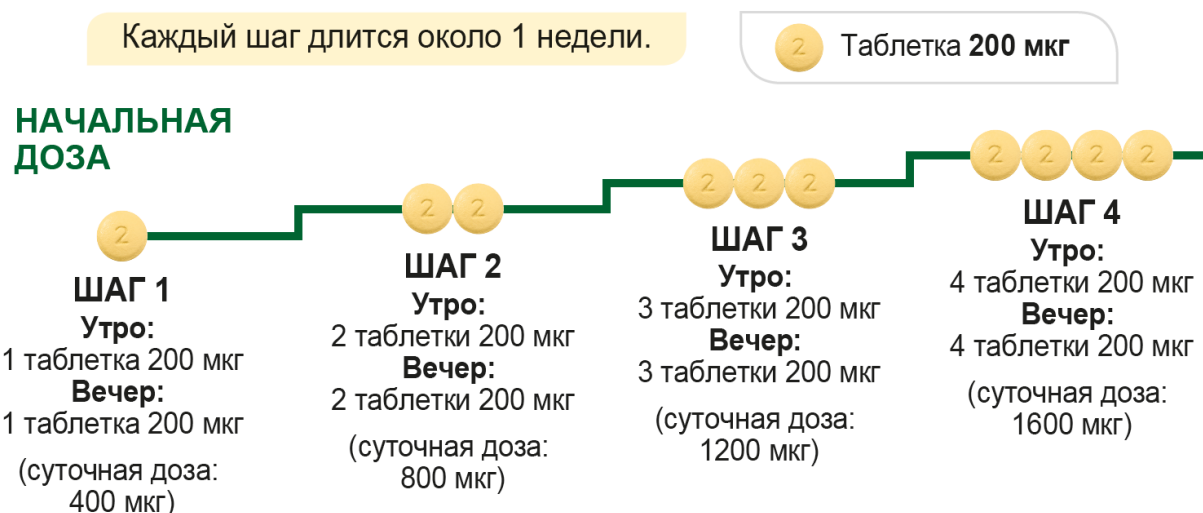 Каждый шаг длится около 1 недели.
2 Таблетка 200 мкг
НАЧАЛЬНАЯ
ДОЗА
2
ШАГ 1
Утро:
1 таблетка 200 мкг
Вечер:
1 таблетка 200 мкг
(суточная доза:
400 мкг)
2 2
ШАГ 2
Утро:
2 таблетки 200 мкг
Вечер:
2 таблетки 200 мкг
(суточная доза:
800 мкг)
2 2 2
ШАГ 3
Утро:
3 таблетки 200 мкг
Вечер:
3 таблетки 200 мкг
(суточная доза:
1200 мкг)
2 2 2 2
ШАГ 4
Утро:
4 таблетки 200 мкг
Вечер:
4 таблетки 200 мкг
(суточная доза:
1600 мкг)